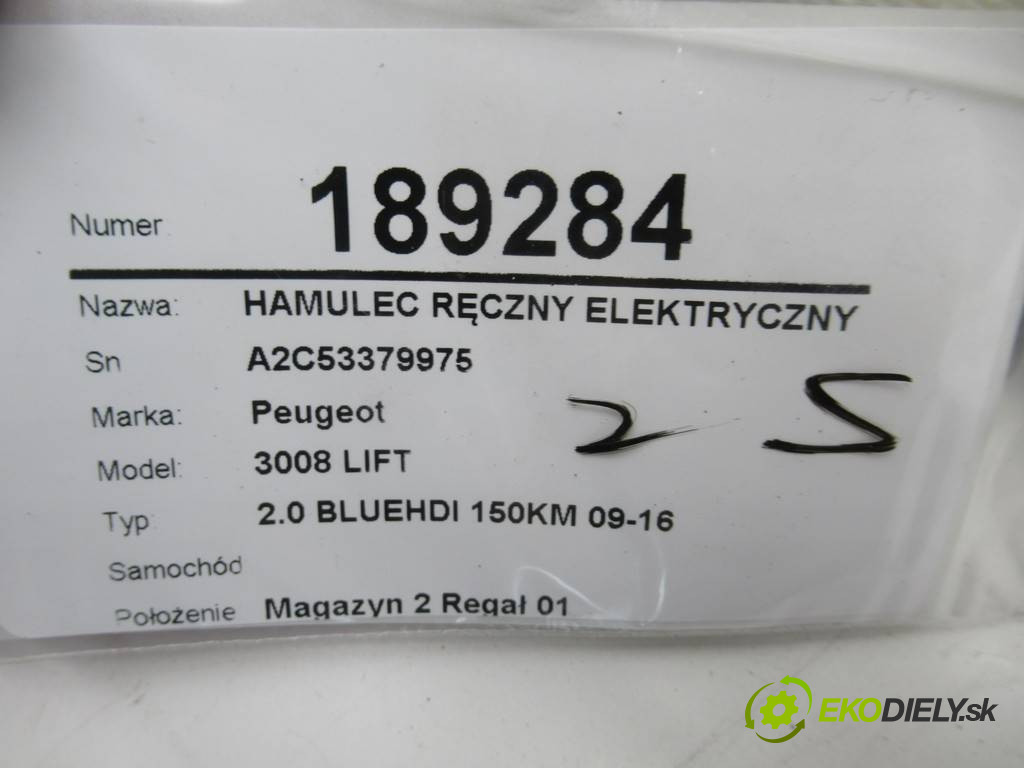 Numer 189284
Nazwa: HAMULEC RĘCZNY ELEKTRYCZNY
Sn A2C53379975
Marka: Peugeot
Model: 3008 LIFT
Typ 2.0 BLUEHDI 150KM 09-16
Samochód
Położenie Magazyn 2 Regał 01
2 S
EKODIELY.sk